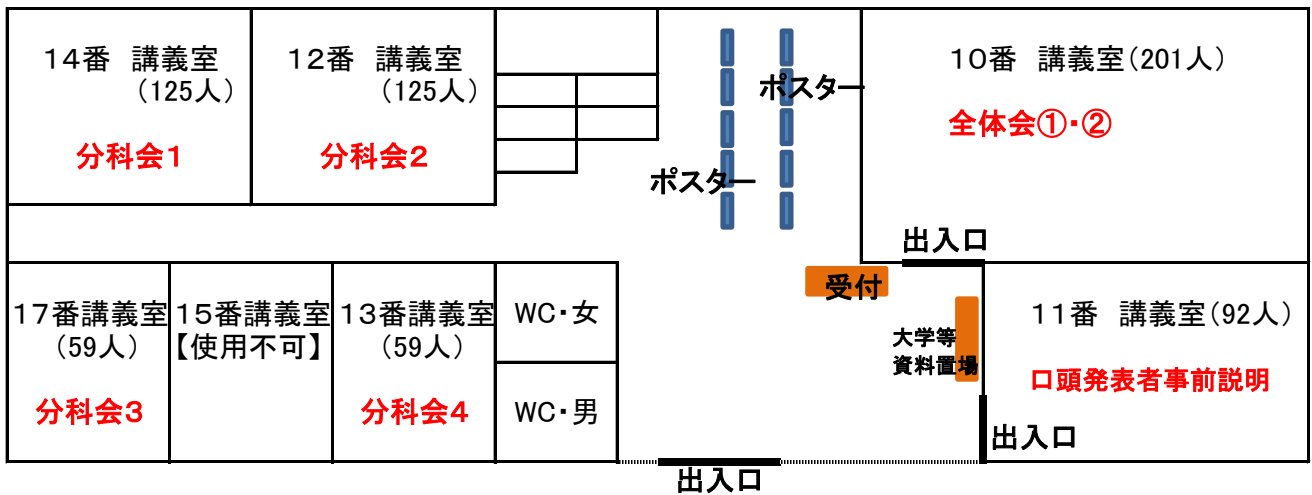 14番 講義室
(125人)
分科会1
12番 講義室
(125人)
分科会2
ポスター
ポスター
10番 講義室(201人)
全体会①・②
出入口
受付
17番講義室
(59人)
分科会3
15番講義室
【使用不可】
13番講義室
(59人)
分科会4
WC・女
WC・男
大学等
資料置場
11番 講義室(92人)
口頭発表者事前説明
出入口
出入口